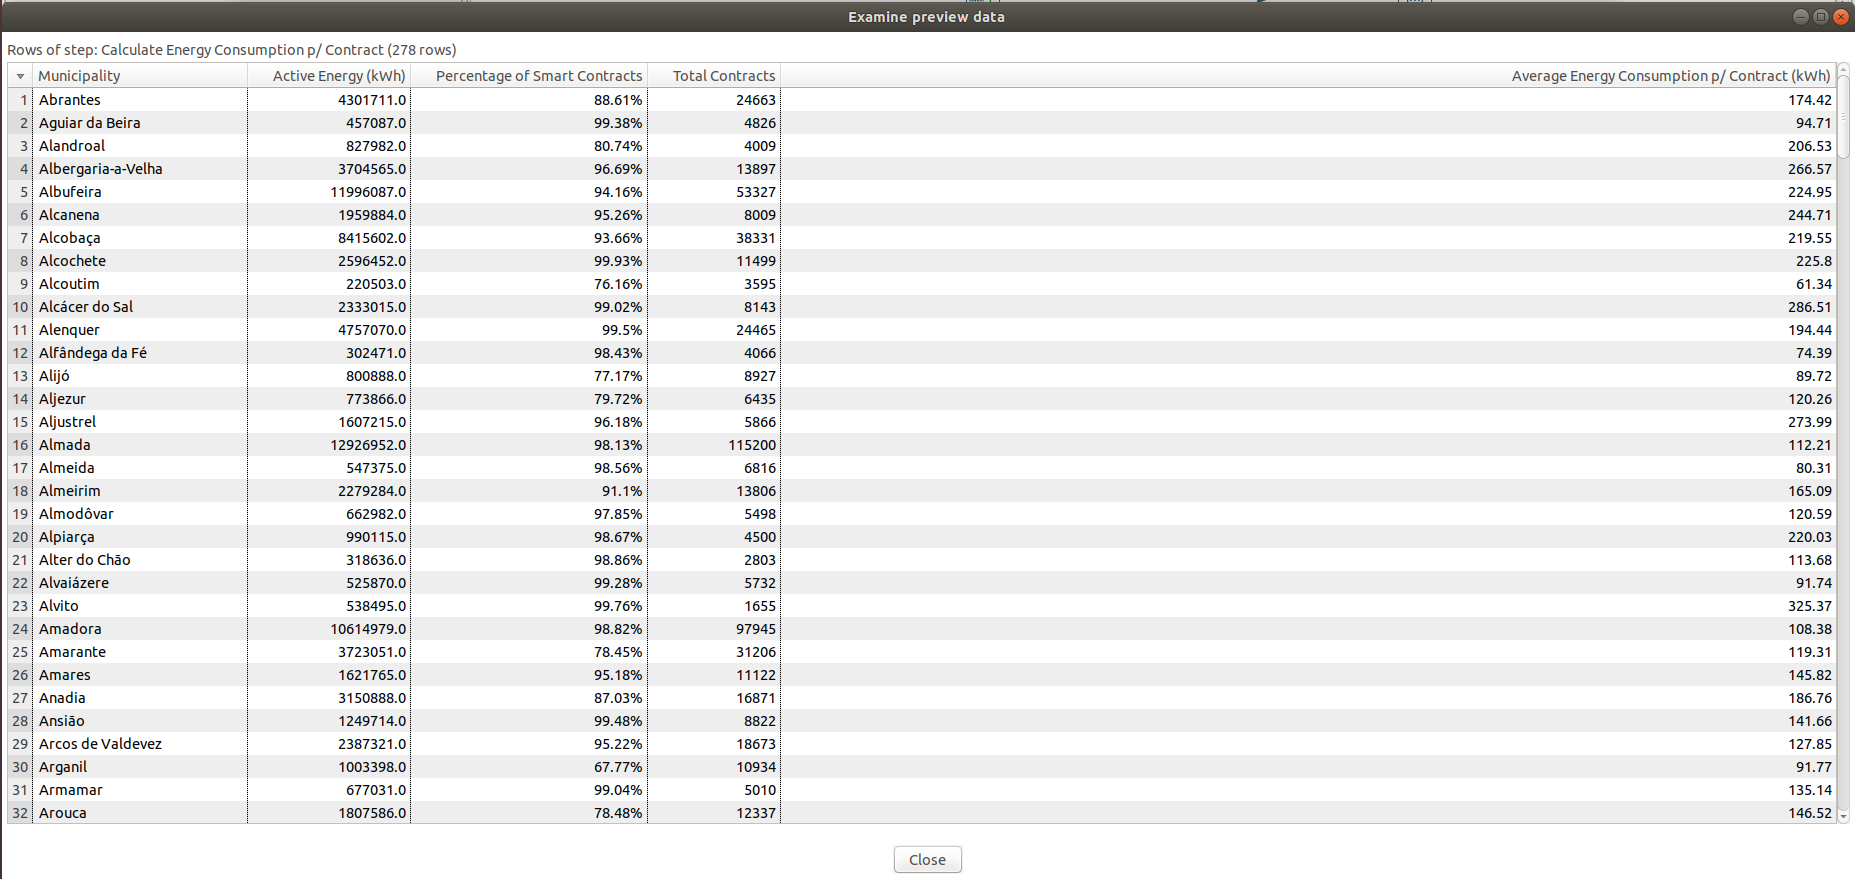 Examine preview data
Rows of step: Calculate Energy Consumption p/ Contract (278 rows)
Municipality Active Energy (kWh) Percentage of Smart Contracts Total Contracts Average Energy Consumption p/ Contract (kWh)
1 Abrantes 4301711.0 88.61% 24663 174.42
2 Aguiar da Beira 457087.0 99.38% 4826 94.71
3 Alandroal 827982.0 80.74% 4009 206.53
4 Albergaria-a-Velha 3704565.0 96.69% 13897 266.57
5 Albufeira 11996087.0 94.16% 53327 224.95
6 Alcanena 1959884.0 95.26% 8009 244.71
7 Alcobaça 8415602.0 93.66% 38331 219.55
8 Alcochete 2596452.0 99.93% 11499 225.8
9 Alcoutim 220503.0 76.16% 3595 61.34
10 Alcácer do Sal 2333015.0 99.02% 8143 286.51
11 Alenquer 4757070.0 99.5% 24465 194.44
12 Alfândega da Fé 302471.0 98.43% 4066 74.39
13 Alijó 800888.0 77.17% 8927 89.72
14 Aljezur 773866.0 79.72% 6435 120.26
15 Aljustrel 1607215.0 96.18% 5866 273.99
16 Almada 12926952.0 98.13% 115200 112.21
17 Almeida 547375.0 98.56% 6816 80.31
18 Almeirim 2279284.0 91.1% 13806 165.09
19 Almodôvar 662982.0 97.85% 5498 120.59
20 Alpiarça 990115.0 98.67% 4500 220.03
21 Alter do Chão 318636.0 98.86% 2803 113.68
22 Alvaiázere 525870.0 99.28% 5732 91.74
23 Alvito 538495.0 99.76% 1655 325.37
24 Amadora 10614979.0 98.82% 97945 108.38
25 Amarante 3723051.0 78.45% 31206 119.31
26 Amares 1621765.0 95.18% 11122 145.82
27 Anadia 3150888.0 87.03% 16871 186.76
28 Ansião 1249714.0 99.48% 8822 141.66
29 Arcos de Valdevez 2387321.0 95.22% 18673 127.85
30 Arganil 1003398.0 67.77% 10934 91.77
31 Armamar 677031.0 99.04% 5010 135.14
32 Arouca 1807586.0 78.48% 12337 146.52
Close